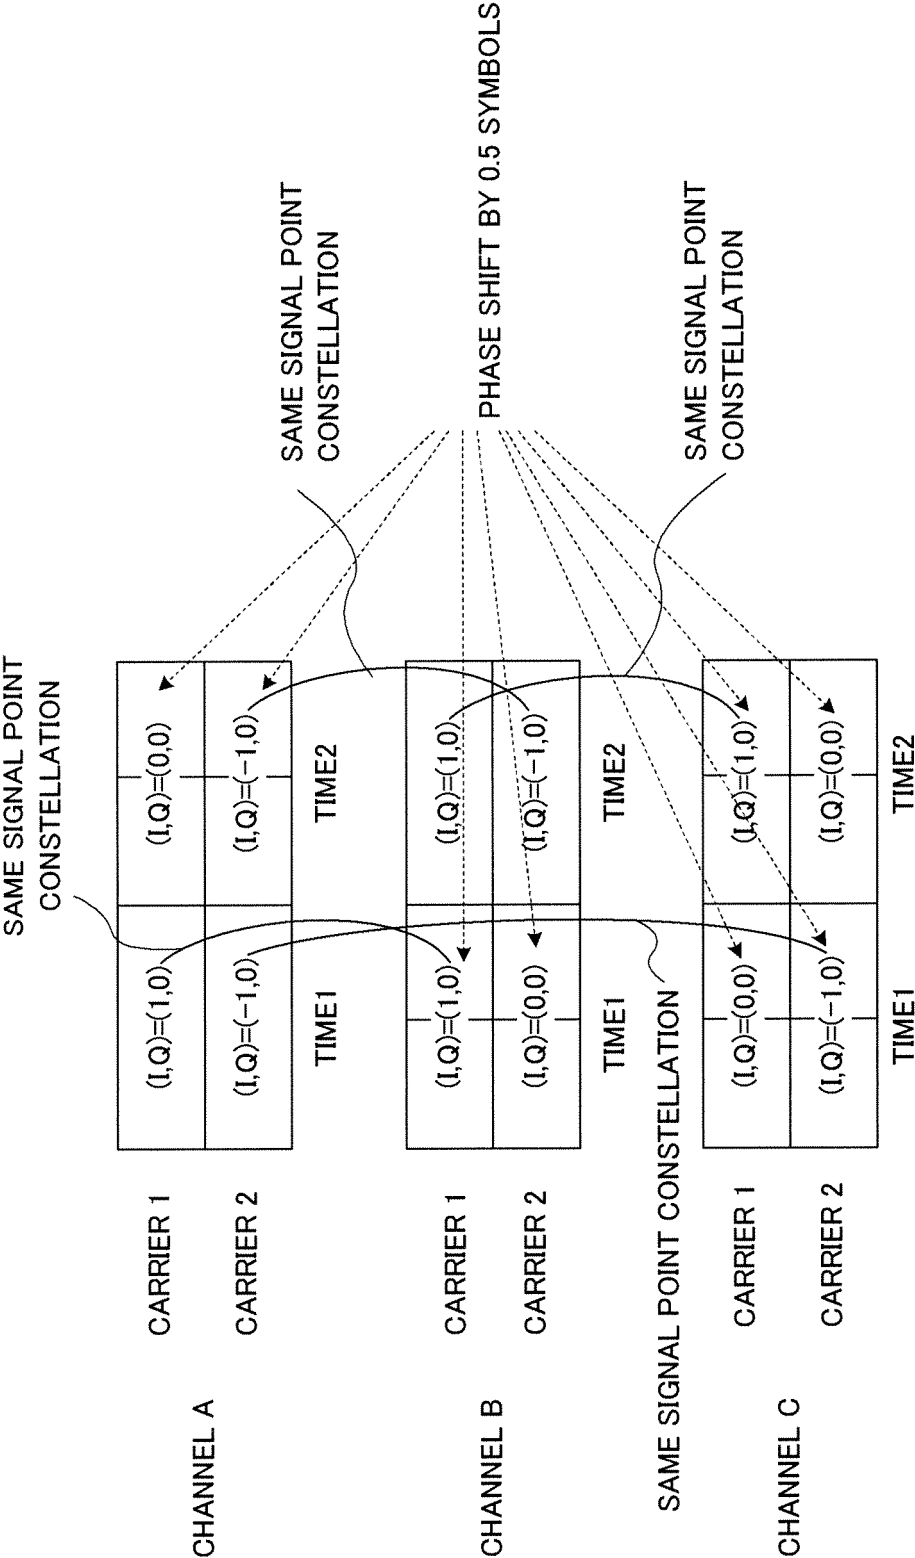 CHANNEL A
CARRIER 1
(I,Q)=(1,0)
(I,Q)=(0,0)
CARRIER 2
(I,Q)=(−1,0)
(I,Q)=(−1,0)
TIME1
TIME2
SAME SIGNAL POINT
CONSTELLATION
SAME SIGNAL POINT
CONSTELLATION
CHANNEL B
CARRIER 1
(I,Q)=(1,0)
(I,Q)=(1,0)
CARRIER 2
(I,Q)=(0,0)
(I,Q)=(−1,0)
TIME1
TIME2
PHASE SHIFT BY 0.5 SYMBOLS
SAME SIGNAL POINT CONSTELLATION
SAME SIGNAL POINT
CONSTELLATION
CHANNEL C
CARRIER 1
(I,Q)=(0,0)
(I,Q)=(1,0)
CARRIER 2
(I,Q)=(−1,0)
(I,Q)=(0,0)
TIME1
TIME2